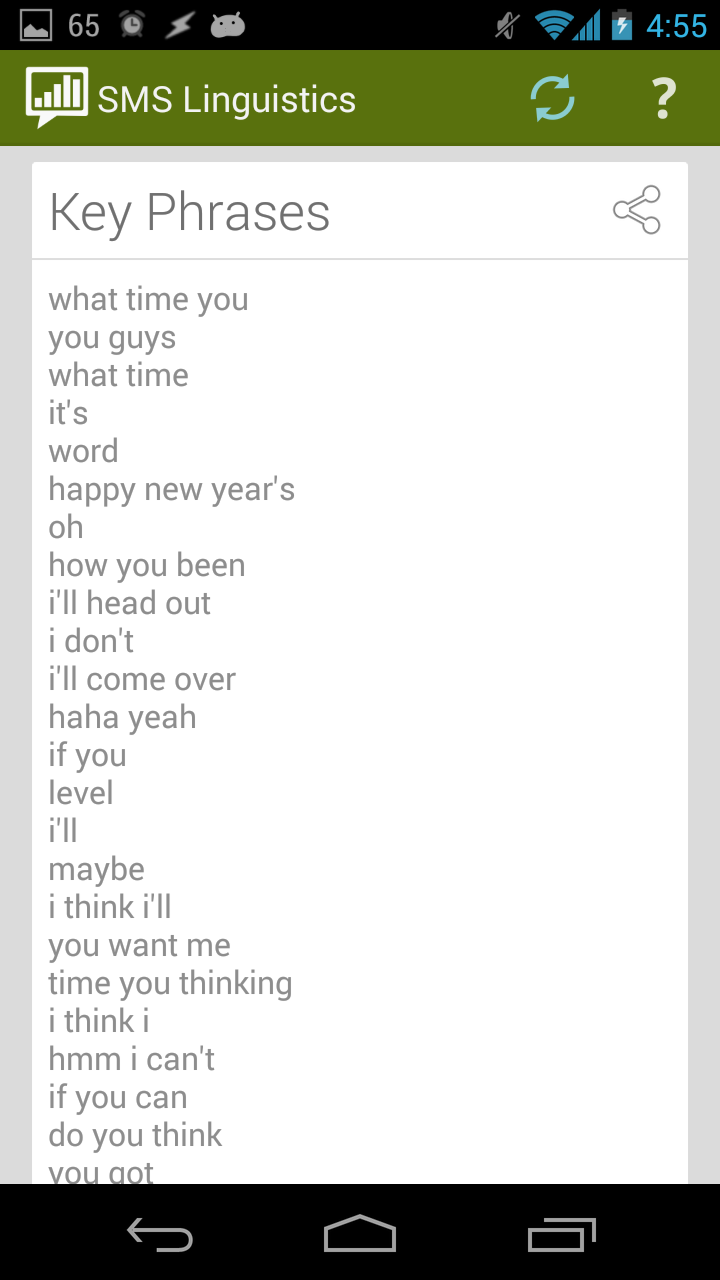 65
4:55
SMS Linguistics
?
Key Phrases
what time you
you guys
what time
it's
word
happy new year's
oh
how you been
i'll head out
i don't
i'll come over
haha yeah
if you
level
i'll
maybe
i think i'll
you want me
time you thinking
i think i
hmm i can't
if you can
do you think
you got